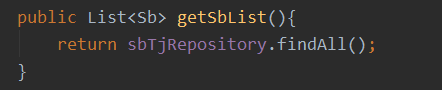 public List<Sb> getSbList(){
return sbTjRepository.findAll();
}